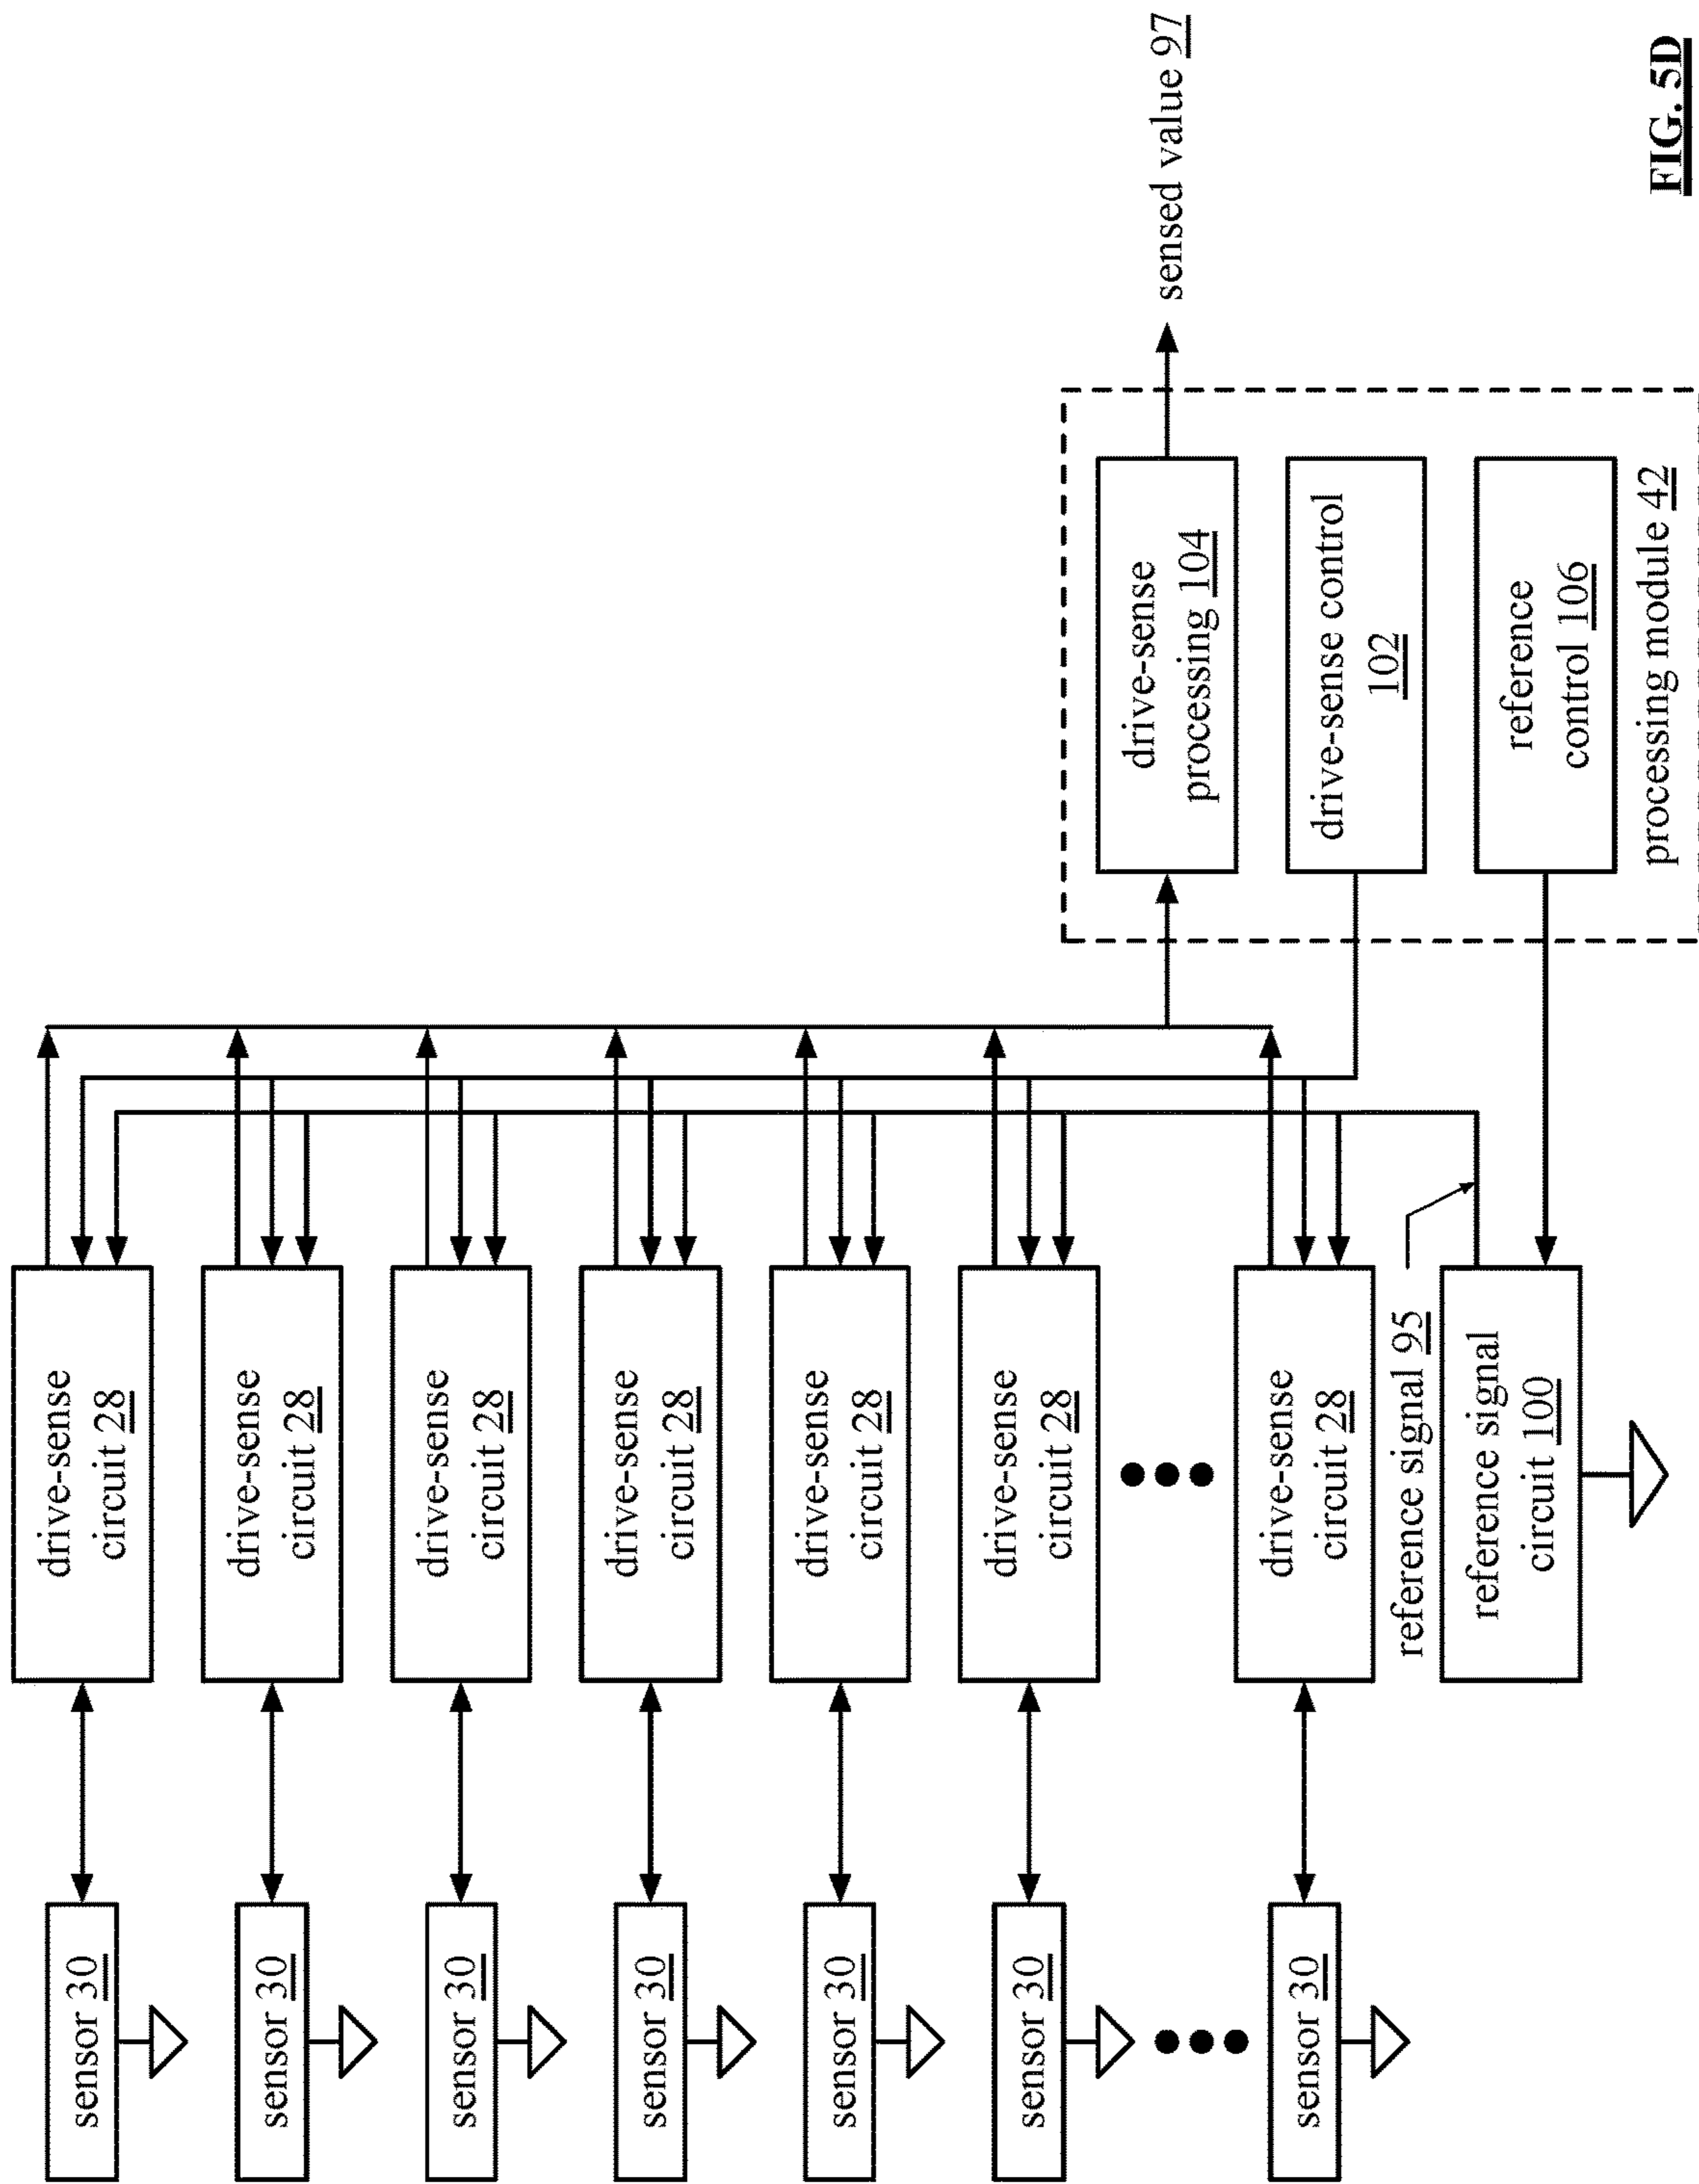 sensor 30
drive-sense
circuit 28
sensor 30
drive-sense
circuit 28
sensor 30
drive-sense
circuit 28
sensor 30
drive-sense
circuit 28
sensor 30
drive-sense
circuit 28
sensor 30
drive-sense
circuit 28
sensor 30
drive-sense
circuit 28
reference signal 95
reference signal
circuit 100
drive-sense
processing 104
sensed value 97
drive-sense control
102
reference
control 106
processing module 42
FIG. 5D